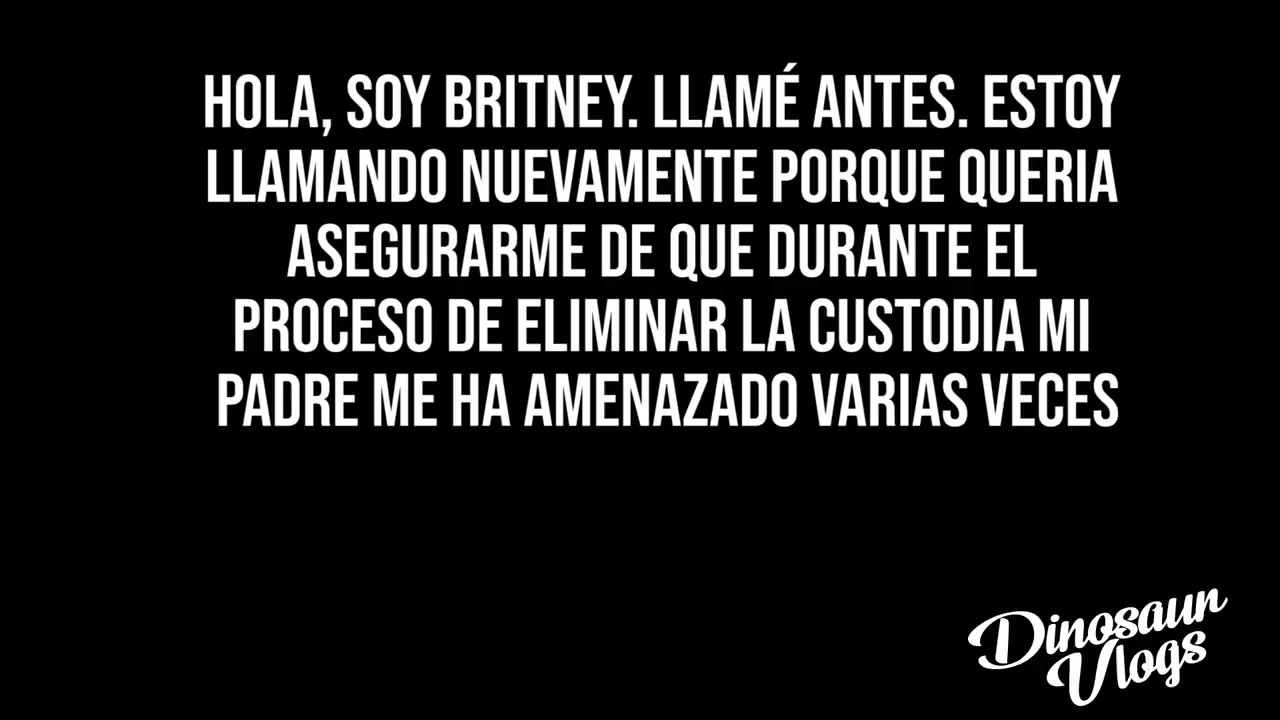 HOLA, SOY BRITNEY. LLAMÉ ANTES. ESTOY
LLAMANDO NUEVAMENTE PORQUE QUERIA
ASEGURARME DE QUE DURANTE EL
PROCESO DE ELIMINAR LA CUSTODIA MI
PADRE ME HA AMENAZADO VARIAS VECES
Dinosaun
Vlogs